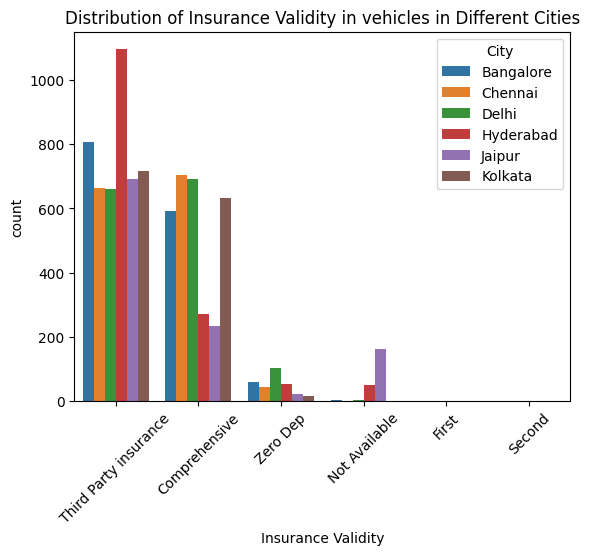 Distribution of Insurance Validity in vehicles in Different Cities
City
Bangalore
Chennai
Delhi
Hyderabad
Jaipur
Kolkata
count
1000
800
600
400
200
0
Third Party insurance
Comprehensive
Zero Dep
Not Available
First
Second
Insurance Validity